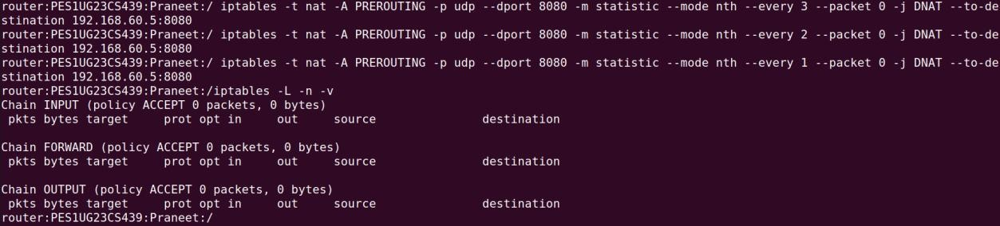 router:PES1UG23CS439:Praneet:/ iptables -t nat -A PREROUTING -p udp --dport 8080 -m statistic --mode nth --every 3 --packet 0 -j DNAT --to-de
stination 192.168.60.5:8080
router:PES1UG23CS439:Praneet:/ iptables -t nat -A PREROUTING -p udp --dport 8080 -m statistic --mode nth --every 2 --packet 0 -j DNAT --to-de
stination 192.168.60.5:8080
router:PES1UG23CS439:Praneet:/ iptables -t nat -A PREROUTING -p udp --dport 8080 -m statistic --mode nth --every 1 --packet 0 -j DNAT --to-de
stination 192.168.60.5:8080
router:PES1UG23CS439:Praneet:/iptables -L -n -v
Chain INPUT (policy ACCEPT 0 packets, 0 bytes)
 pkts bytes target     prot opt in     out     source               destination

Chain FORWARD (policy ACCEPT 0 packets, 0 bytes)
 pkts bytes target     prot opt in     out     source               destination

Chain OUTPUT (policy ACCEPT 0 packets, 0 bytes)
 pkts bytes target     prot opt in     out     source               destination
router:PES1UG23CS439:Praneet:/